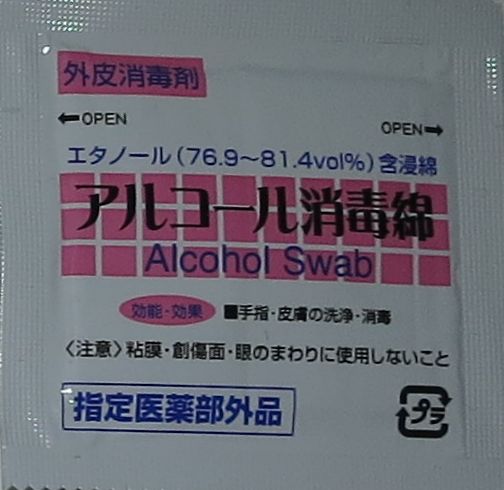 外皮消毒剤
←OPEN
OPEN→
エタノール(76.9〜81.4vol%)含浸綿
アルコール消毒綿
Alcohol Swab
効能・効果 ■手指・皮膚の洗浄・消毒
〈注意〉粘膜・創傷面・眼のまわりに使用しないこと
指定医薬部外品
プラ